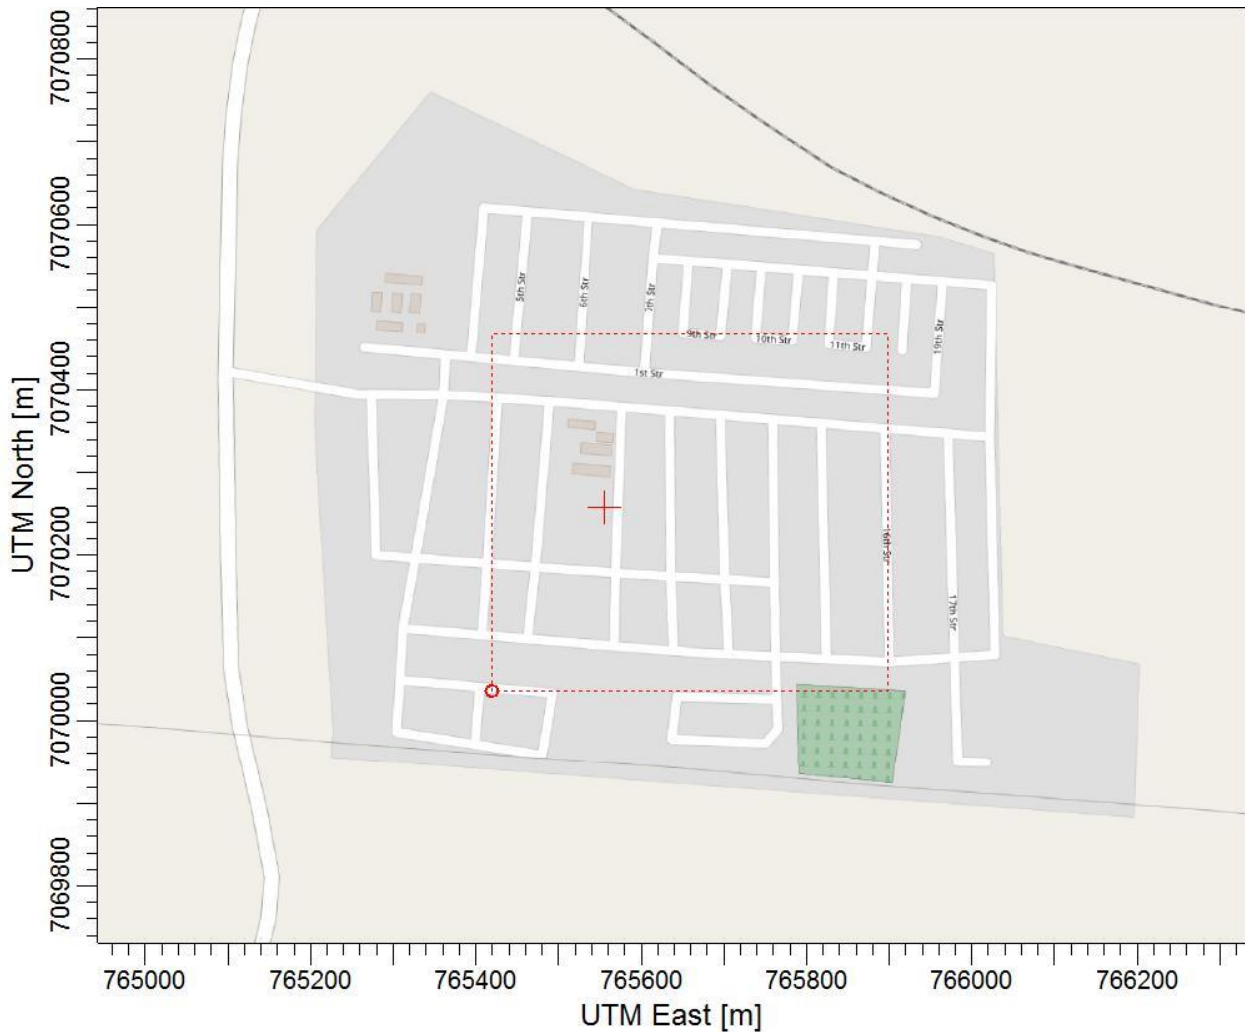 7070800
7070600
7070400
7070200
7070000
7069800
UTM North [m]
5th Str
6th Str
7th Str
9th Str
10th Str
11th Str
19th Str
1st Str
16th Str
17th Str
765000
765200
765400
765600
765800
766000
766200
UTM East [m]